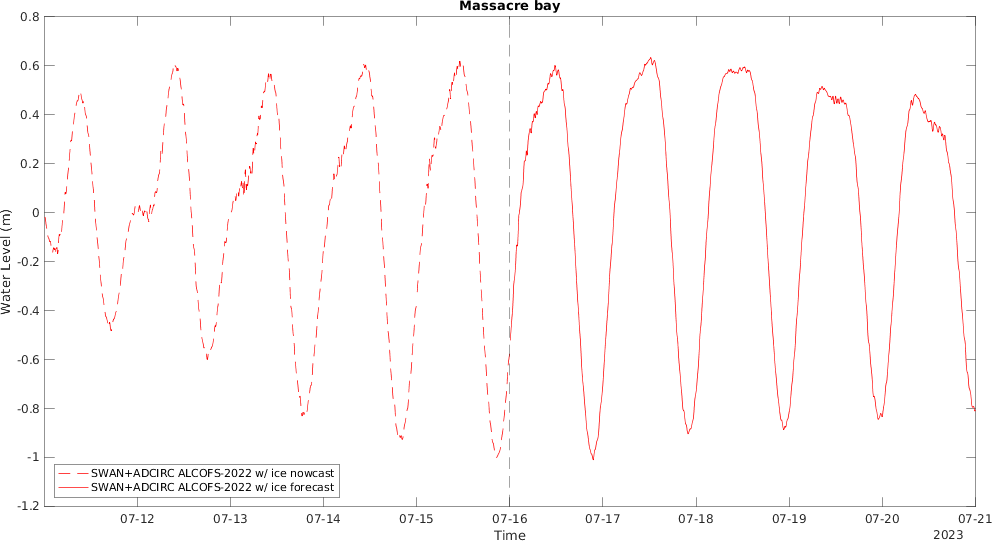 Massacre bay
0.8
0.6
0.4
0.2
0
-0.2
-0.4
-0.6
-0.8
-1
-1.2
Water Level (m)
SWAN+ADCIRC ALCOFS-2022 w/ ice nowcast
SWAN+ADCIRC ALCOFS-2022 w/ ice forecast
07-12 07-13 07-14 07-15 07-16 07-17 07-18 07-19 07-20 07-21
Time
2023